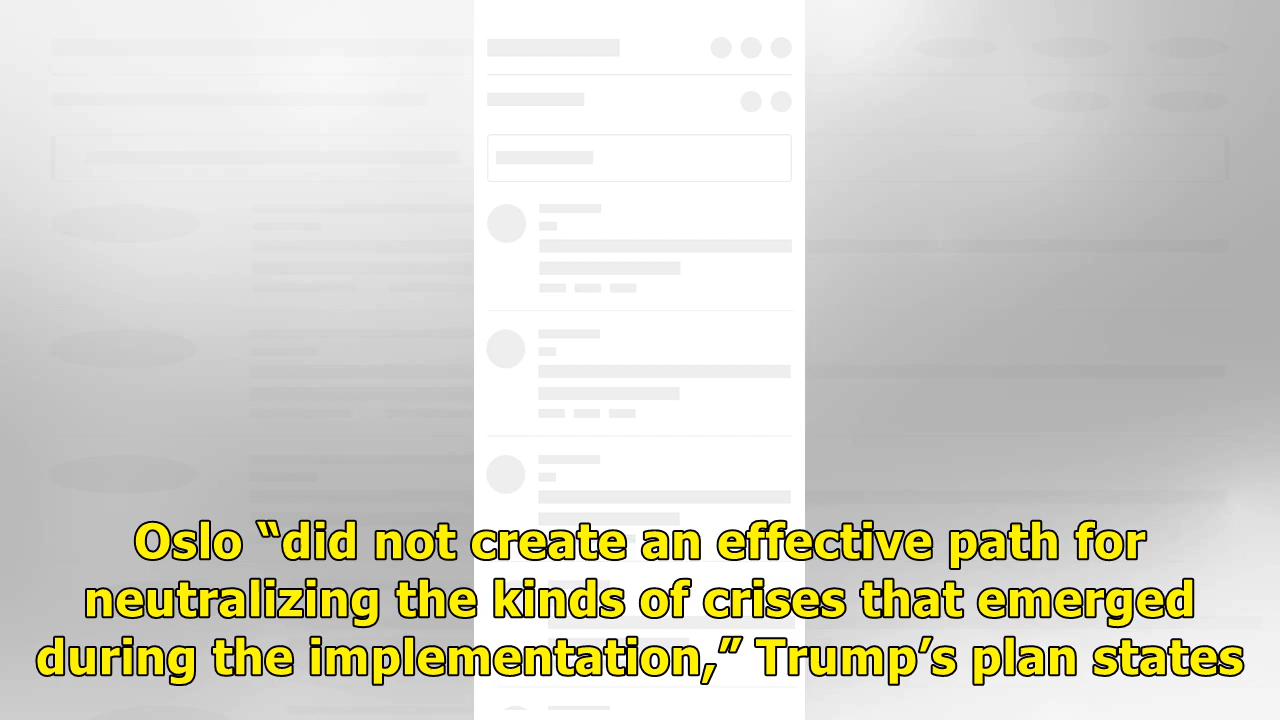 Oslo “did not create an effective path for
neutralizing the kinds of crises that emerged
during the implementation,” Trump’s plan states